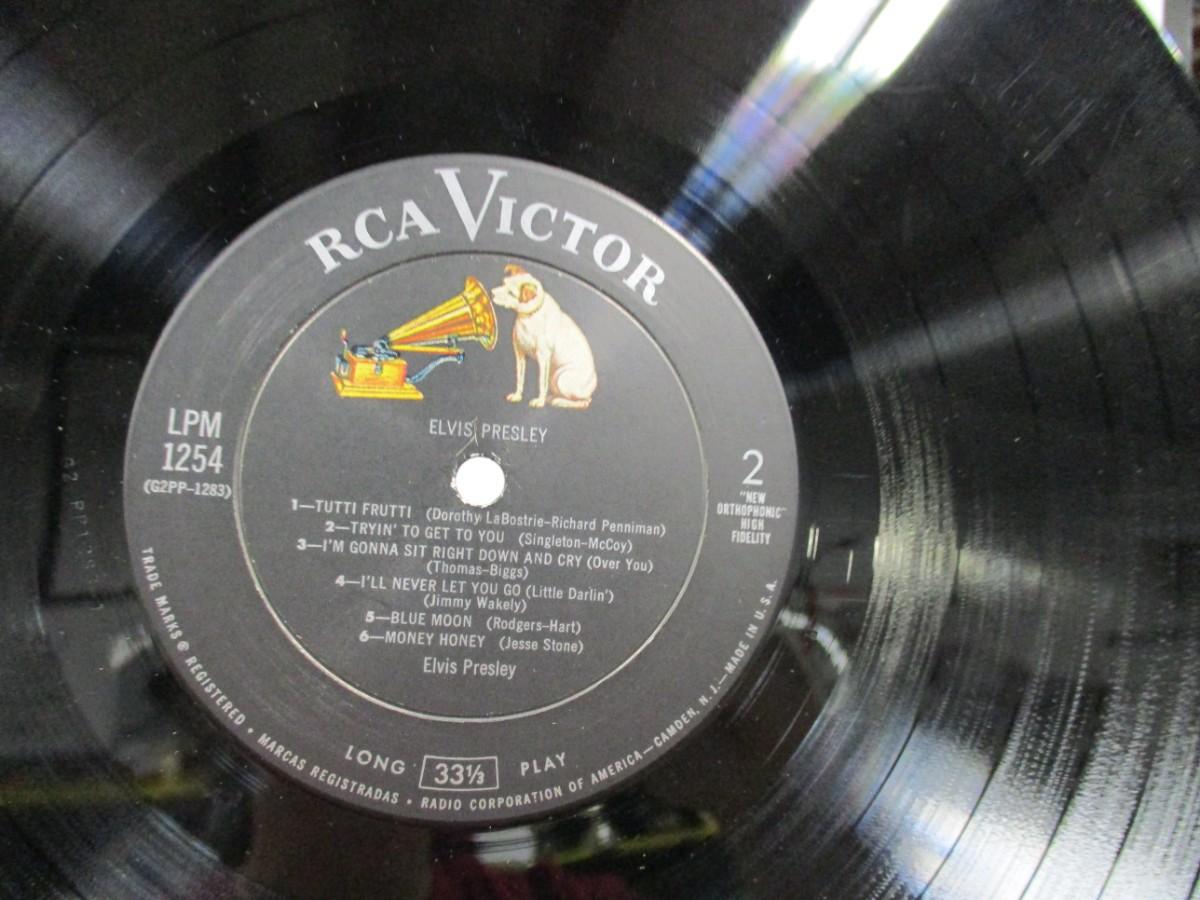 RCA VICTOR
ELVIS PRESLEY
LPM
1254
(G2PP-1283)
2
"NEW
ORTHOPHONIC"
HIGH
FIDELITY
1—TUTTI FRUTTI (Dorothy LaBostrie-Richard Penniman)
2—TRYIN' TO GET TO YOU (Singleton-McCoy)
3—I'M GONNA SIT RIGHT DOWN AND CRY (Over You)
(Thomas-Biggs)
4—I'LL NEVER LET YOU GO (Little Darlin')
(Jimmy Wakely)
5—BLUE MOON (Rodgers-Hart)
6—MONEY HONEY (Jesse Stone)
Elvis Presley
LONG 33⅓ PLAY
TRADE MARKS ® REGISTERED • MARCAS REGISTRADAS • RADIO CORPORATION OF AMERICA—CAMDEN, N. J.—MADE IN U. S. A.